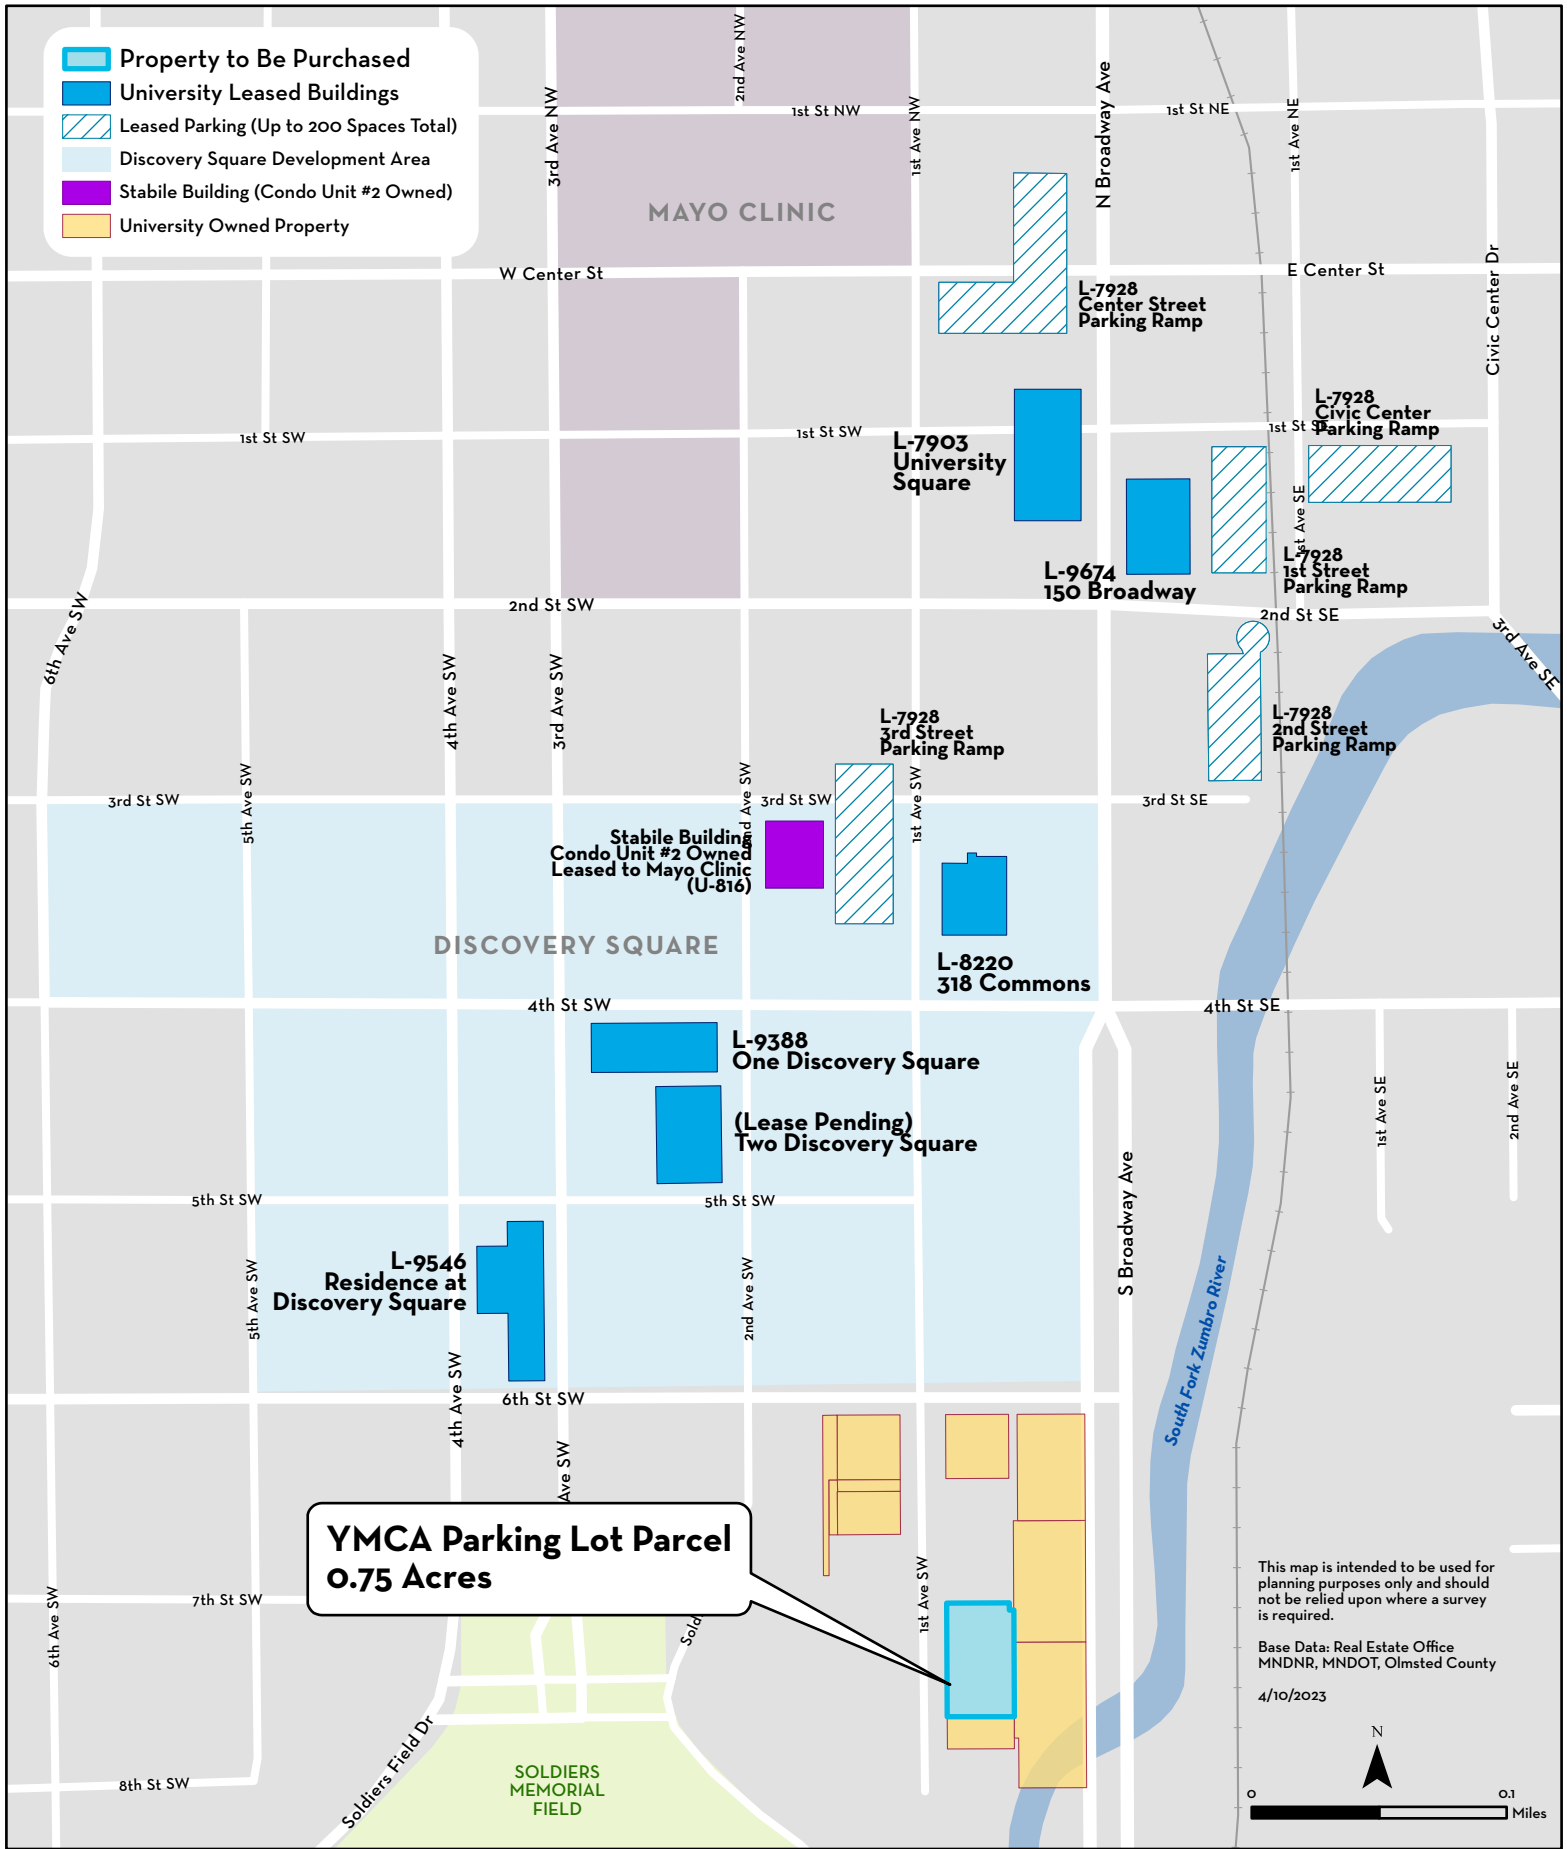 Property to Be Purchased
University Leased Buildings
Leased Parking (Up to 200 Spaces Total)
Discovery Square Development Area
Stabile Building (Condo Unit #2 Owned)
University Owned Property
3rd Ave NW
2nd Ave NW
1st Ave NW
N Broadway Ave
1st Ave NE
1st St NW
1st St NE
MAYO CLINIC
W Center St
E Center St
Civic Center Dr
L-7928
Center Street
Parking Ramp
1st St SW
1st St SW
L-7903
University
Square
L-7928
Civic Center
Parking Ramp
1st St SE
1st Ave SE
L-9674
150 Broadway
L-7928
1st Street
Parking Ramp
2nd St SW
2nd St SE
3rd Ave SE
6th Ave SW
4th Ave SW
3rd Ave SW
L-7928
3rd Street
Parking Ramp
L-7928
2nd Street
Parking Ramp
5th Ave SW
2nd Ave SW
1st Ave SW
3rd St SW
3rd St SW
3rd St SE
Stabile Building
Condo Unit #2 Owned
Leased to Mayo Clinic
(U-816)
DISCOVERY SQUARE
L-8220
318 Commons
4th St SW
4th St SE
L-9388
One Discovery Square
(Lease Pending)
Two Discovery Square
1st Ave SE
2nd Ave SE
5th St SW
5th St SW
S Broadway Ave
L-9546
Residence at
Discovery Square
5th Ave SW
2nd Ave SW
4th Ave SW
South Fork Zumbro River
6th St SW
Ave SW
YMCA Parking Lot Parcel
0.75 Acres
7th St SW
6th Ave SW
1st Ave SW
Sold
This map is intended to be used for
planning purposes only and should
not be relied upon where a survey
is required.
Base Data: Real Estate Office
MNDNR, MNDOT, Olmsted County
4/10/2023
N
0 0.1
Miles
8th St SW
Soldiers Field Dr
SOLDIERS
MEMORIAL
FIELD